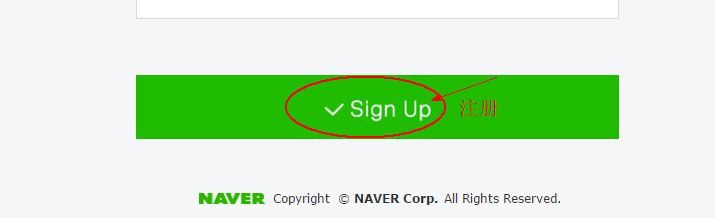 Sign Up 注册
NAVER Copyright © NAVER Corp. All Rights Reserved.